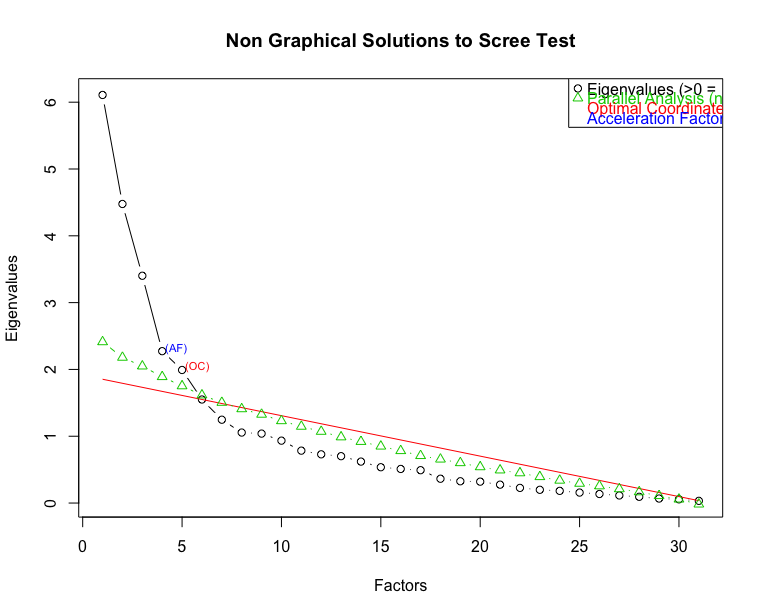 Non Graphical Solutions to Scree Test
Eigenvalues (>0 =
Parallel Analysis (n
Optimal Coordinate
Acceleration Factor
(AF)
(OC)
Eigenvalues
6
5
4
3
2
1
0
0 5 10 15 20 25 30
Factors